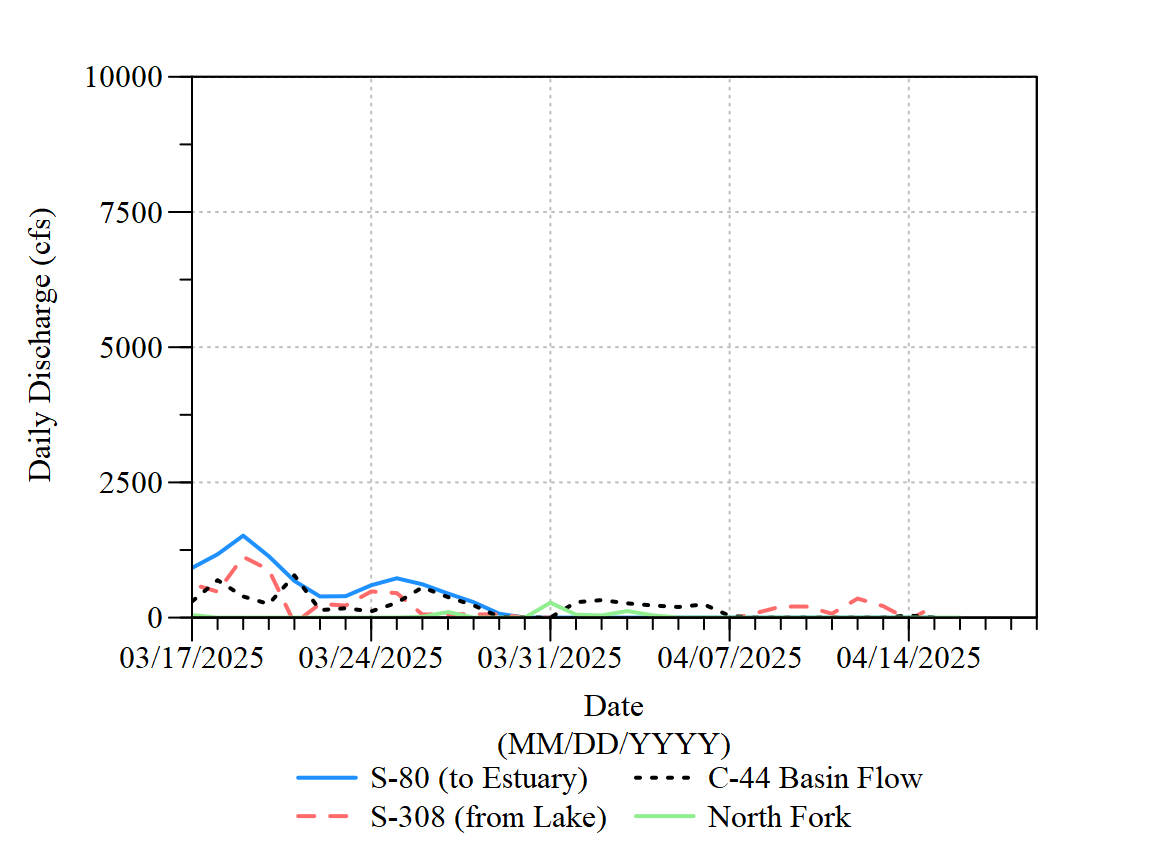 10000
7500
5000
2500
0
Daily Discharge (cfs)
03/17/2025 03/24/2025 03/31/2025 04/07/2025 04/14/2025
Date
(MM/DD/YYYY)
S-80 (to Estuary) C-44 Basin Flow
S-308 (from Lake) North Fork